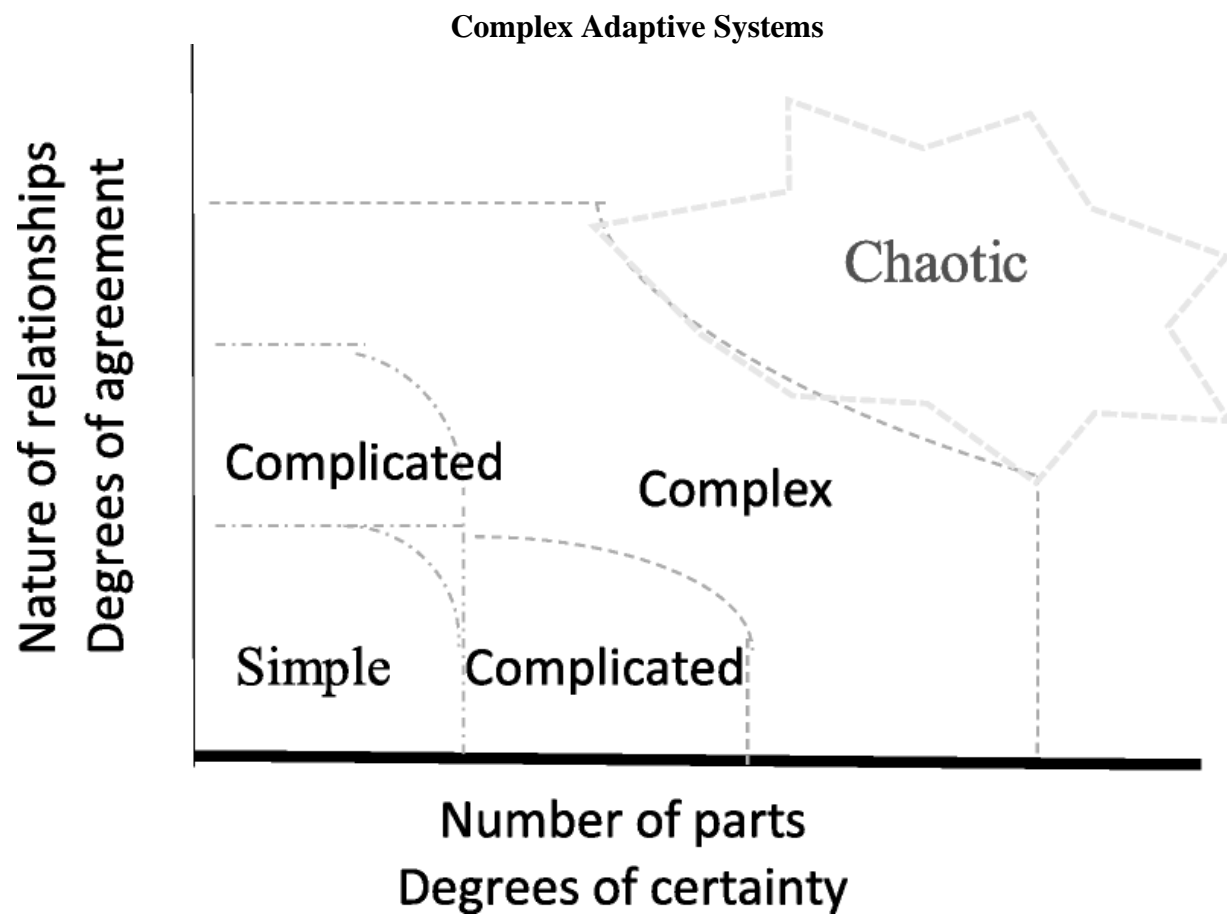 Complex Adaptive Systems
Nature of relationships
Degrees of agreement
Chaotic
Complicated
Complex
Simple
Complicated
Number of parts
Degrees of certainty